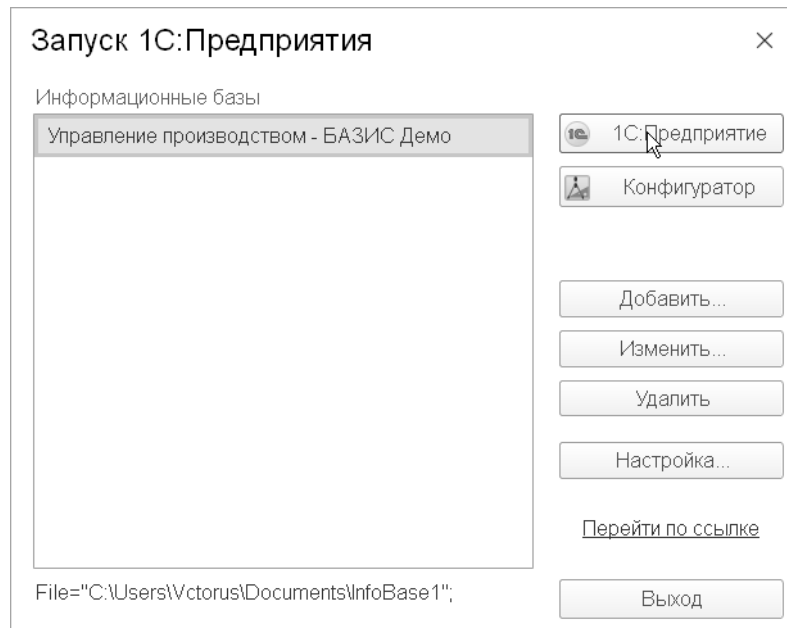 Запуск 1С:Предприятия
Информационные базы
Управление производством - БАЗИС Демо
1С:Предприятие
Конфигуратор
Добавить...
Изменить...
Удалить
Настройка...
Перейти по ссылке
File="C:\Users\Vctorus\Documents\InfoBase1";
Выход